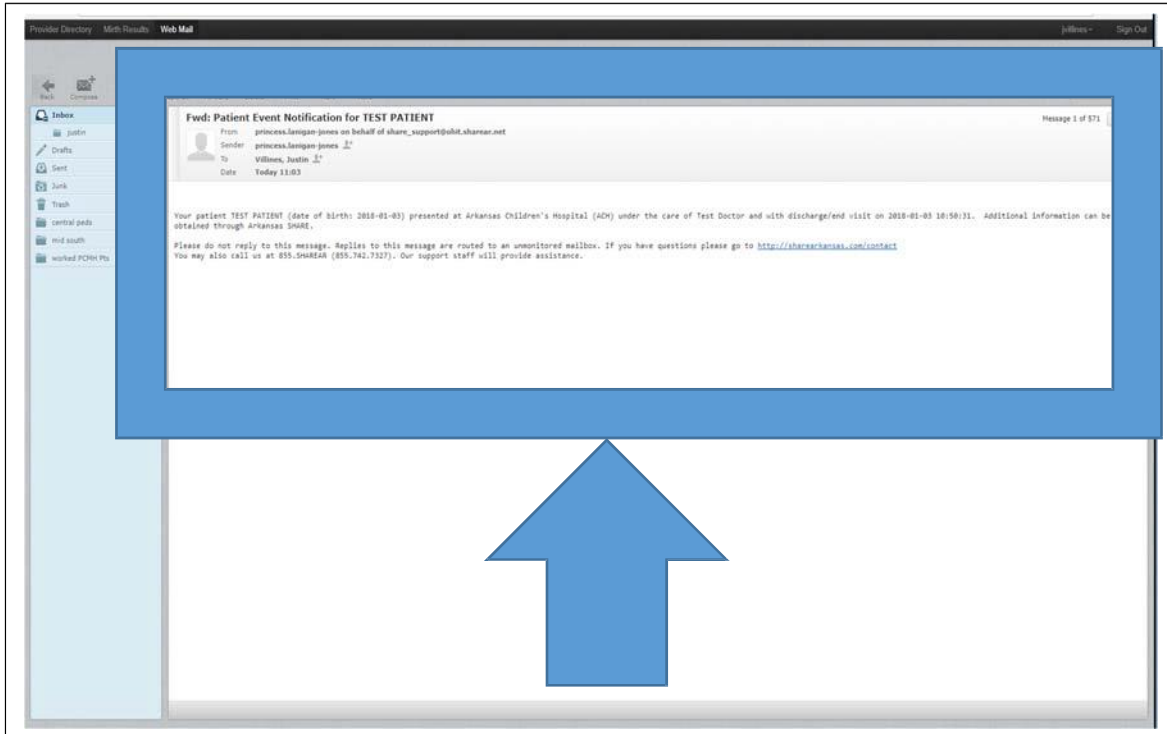 Provider Directory Mirth Results Web Mail jvillines Sign Out
Back Compose
Inbox
justin
Drafts
Sent
Junk
Trash
central peds
mid south
worked PCMH Pts
Fwd: Patient Event Notification for TEST PATIENT Message 1 of 571
From princess.lanigan-jones on behalf of share_support@ohit.sharear.net
Sender princess.lanigan-jones
To Villines, Justin
Date Today 11:03
Your patient TEST PATIENT (date of birth: 2018-01-03) presented at Arkansas Children's Hospital (ACH) under the care of Test Doctor and with discharge/end visit on 2018-01-03 10:50:31. Additional information can be
obtained through Arkansas SHARE.
Please do not reply to this message. Replies to this message are routed to an unmonitored mailbox. If you have questions please go to http://sharearkansas.com/contact
You may also call us at 855.SHAREAR (855.742.7327). Our support staff will provide assistance.